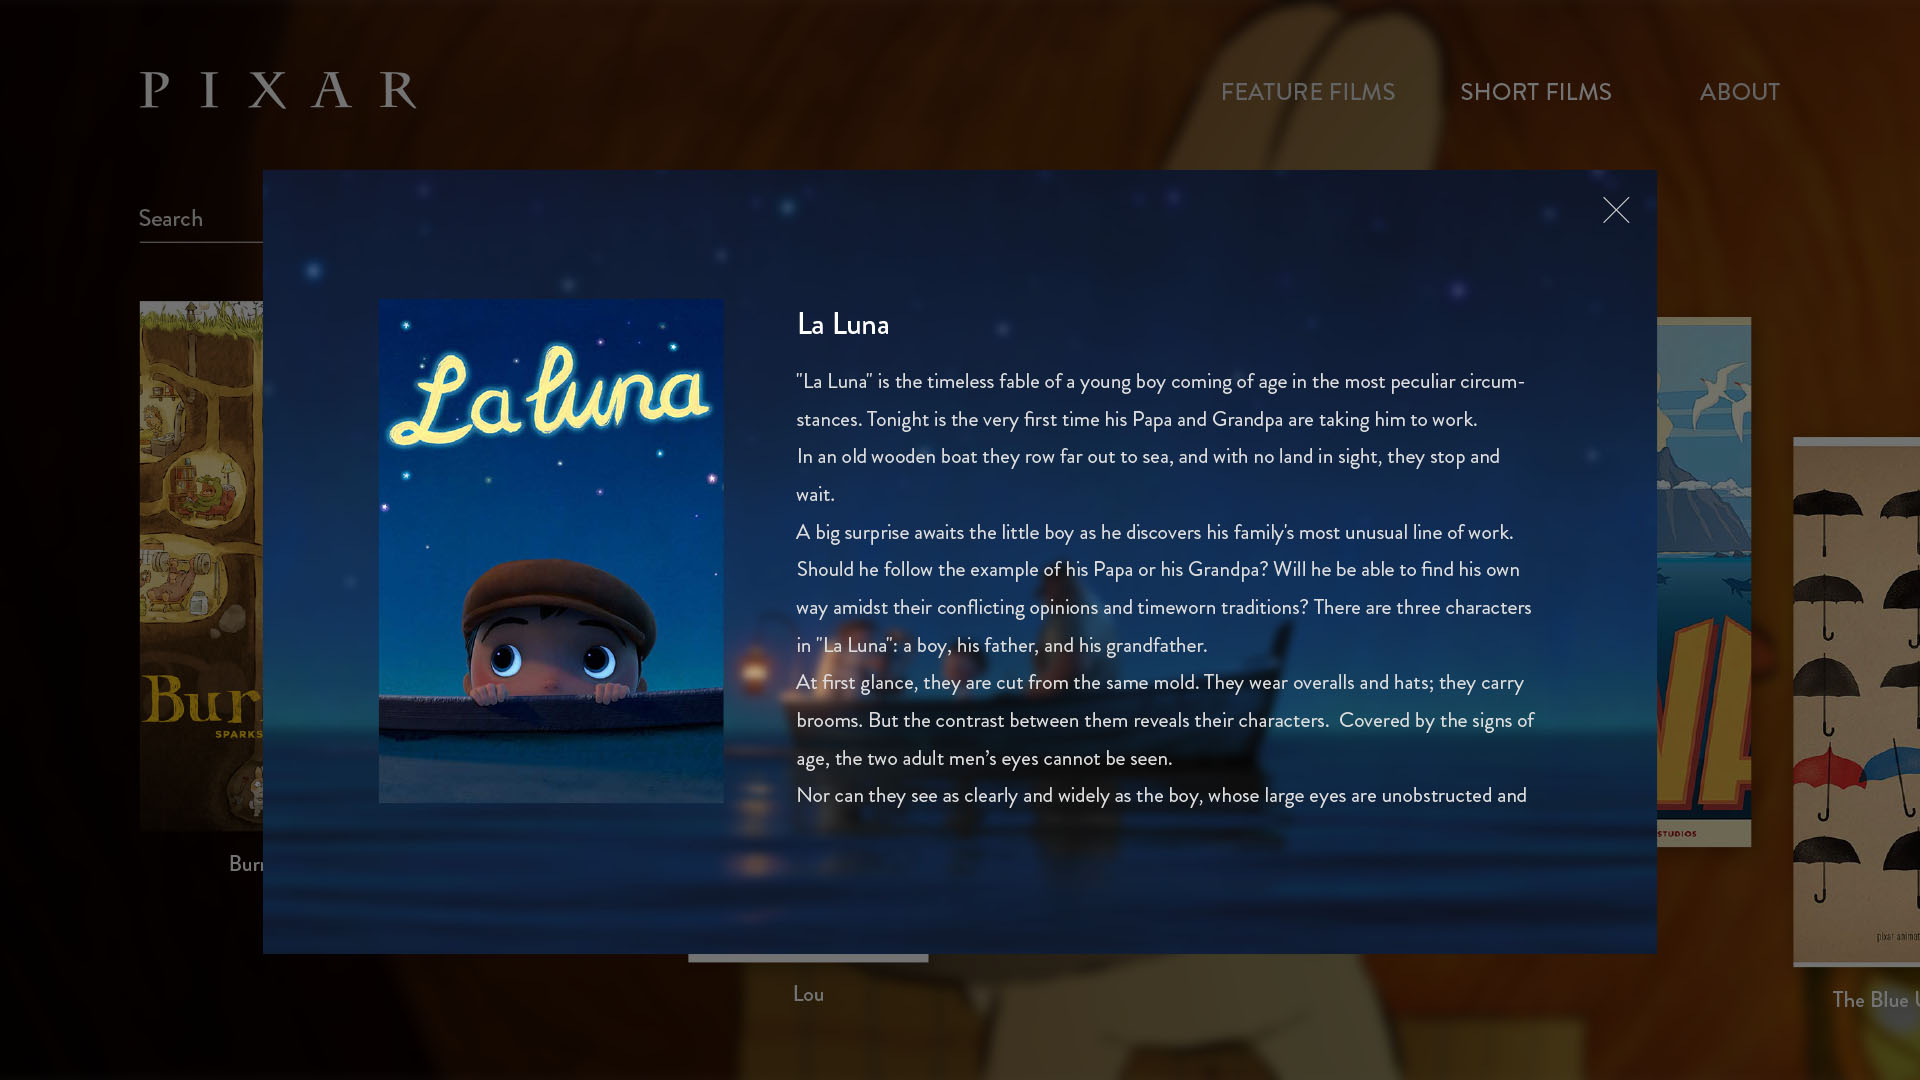 PIXAR
FEATURE FILMS
SHORT FILMS
ABOUT
Search
La luna
La Luna
"La Luna" is the timeless fable of a young boy coming of age in the most peculiar circum-
stances. Tonight is the very first time his Papa and Grandpa are taking him to work.
In an old wooden boat they row far out to sea, and with no land in sight, they stop and
wait.
A big surprise awaits the little boy as he discovers his family's most unusual line of work.
Should he follow the example of his Papa or his Grandpa? Will he be able to find his own
way amidst their conflicting opinions and timeworn traditions? There are three characters
in "La Luna": a boy, his father, and his grandfather.
At first glance, they are cut from the same mold. They wear overalls and hats; they carry
brooms. But the contrast between them reveals their characters.  Covered by the signs of
age, the two adult men’s eyes cannot be seen.
Nor can they see as clearly and widely as the boy, whose large eyes are unobstructed and
SPARKS
STUDIOS
Lou
The Blue
pixar